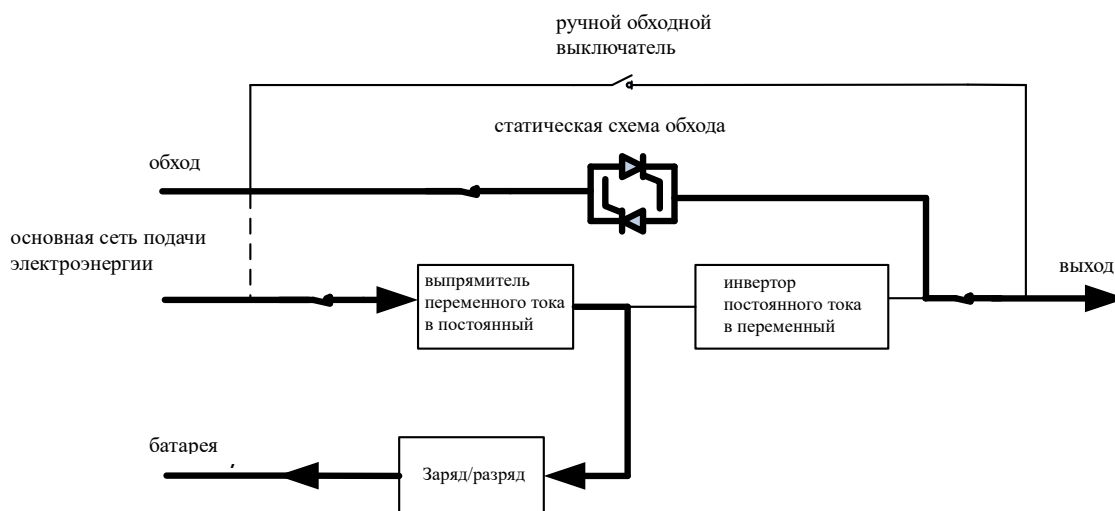 ручной обходной
выключатель
статическая схема обхода
обход
основная сеть подачи
электроэнергии
выпрямитель
переменного тока
в постоянный
инвертор
постоянного тока
в переменный
выход
батарея
Заряд/разряд